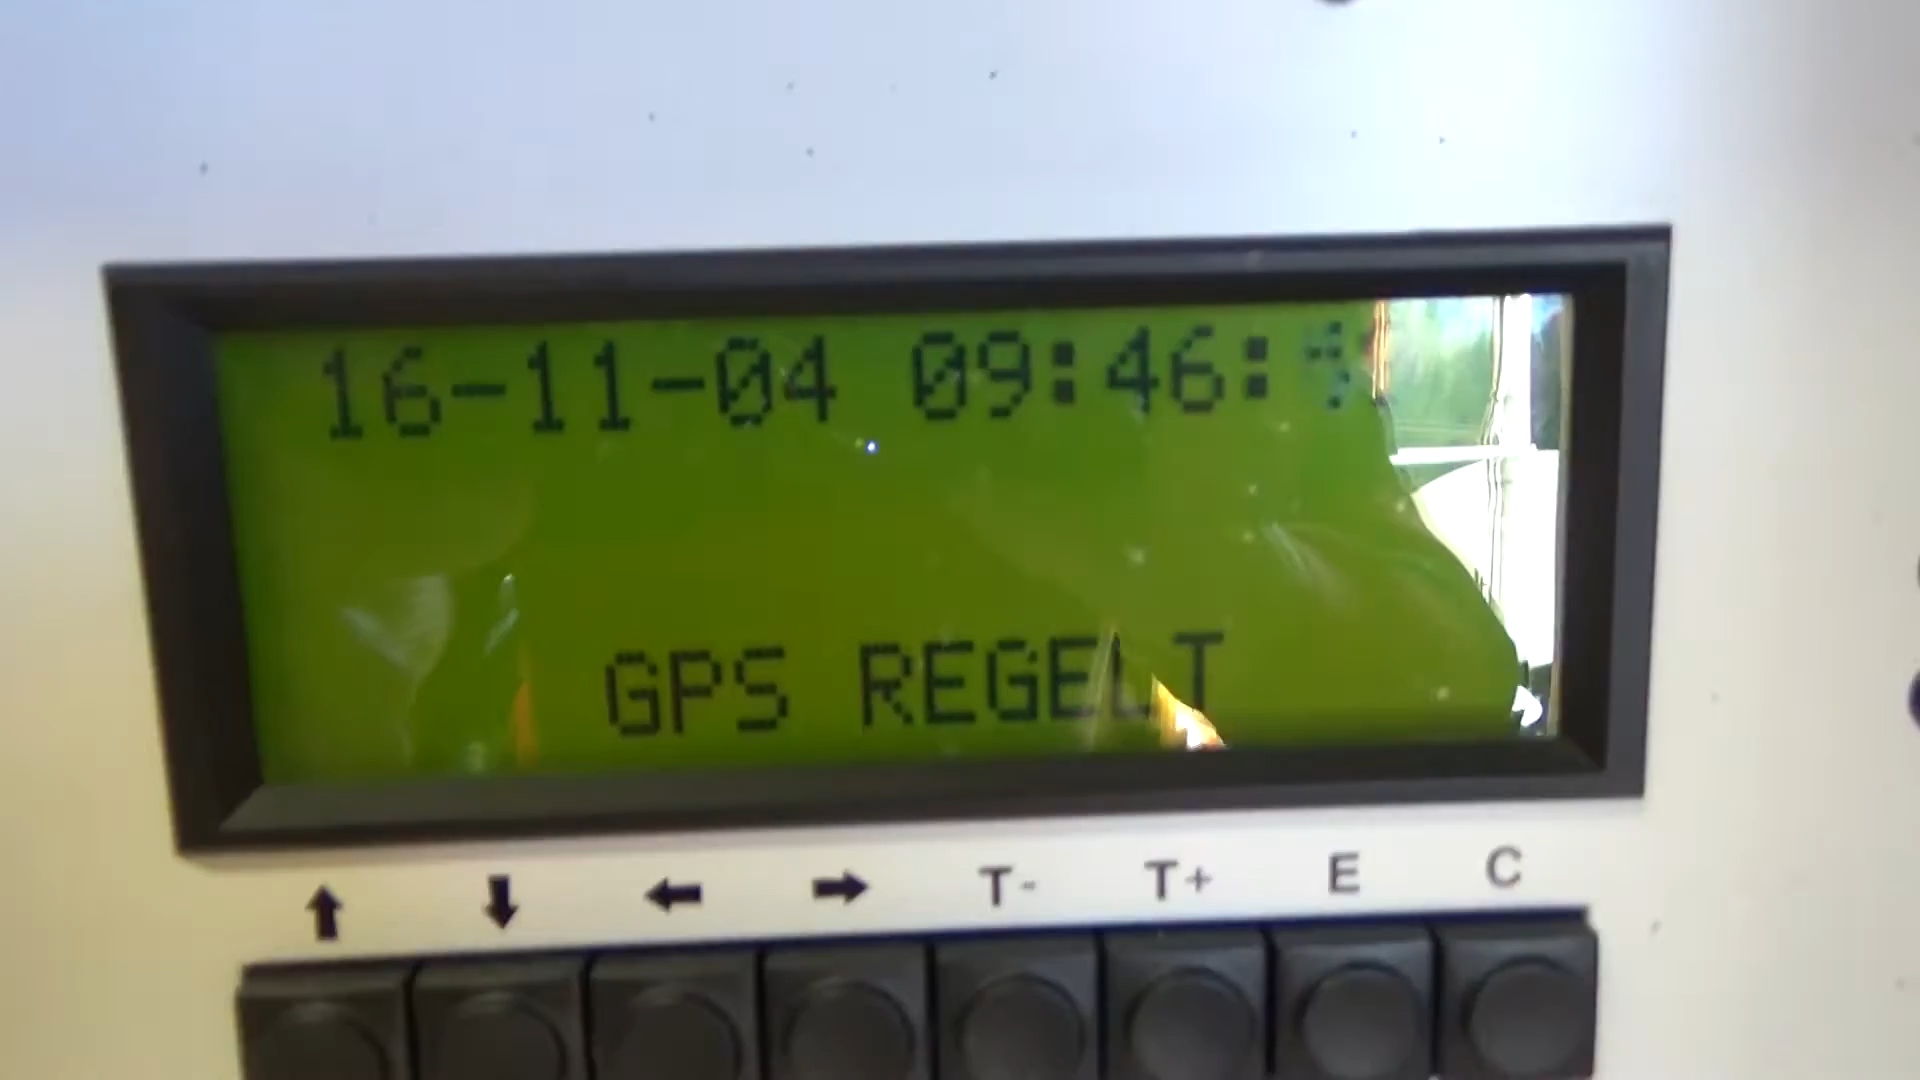 16-11-04 09:46:
GPS REGELT
↑ ↓ ← → T- T+ E C